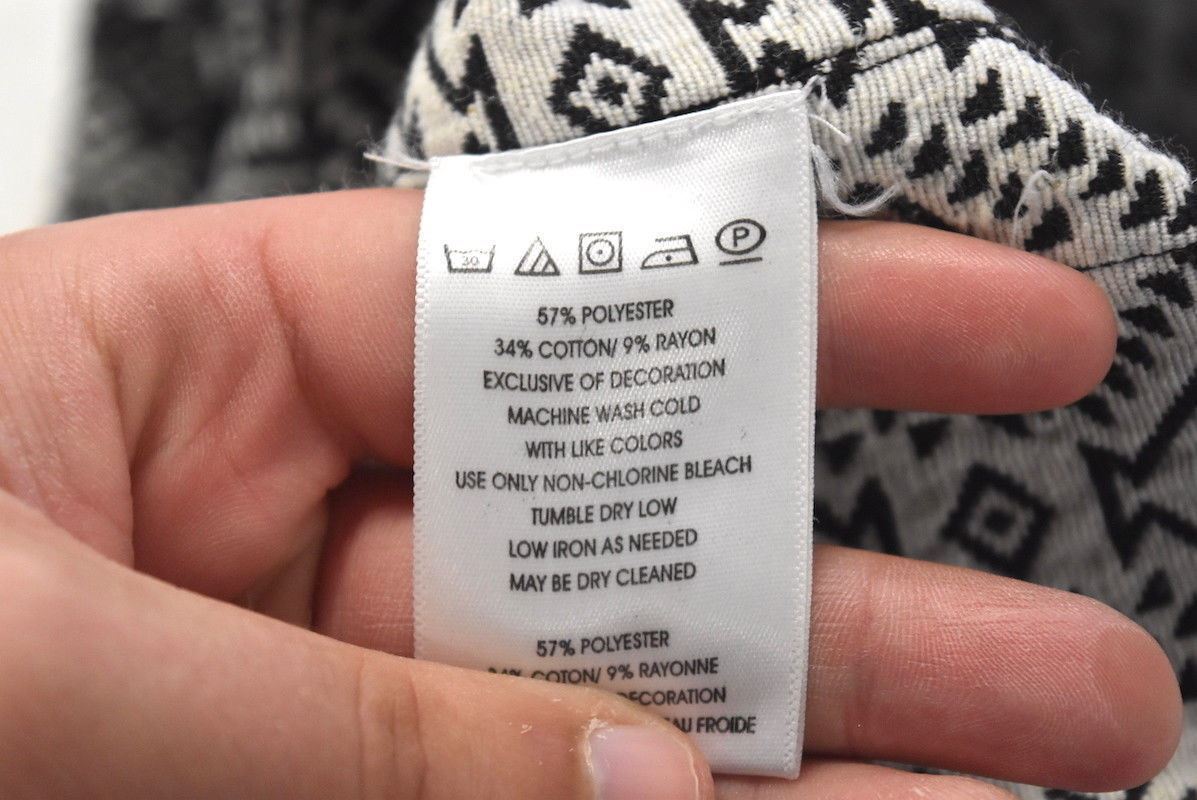 30 P
57% POLYESTER
34% COTTON/ 9% RAYON
EXCLUSIVE OF DECORATION
MACHINE WASH COLD
WITH LIKE COLORS
USE ONLY NON-CHLORINE BLEACH
TUMBLE DRY LOW
LOW IRON AS NEEDED
MAY BE DRY CLEANED
57% POLYESTER
34% COTON/ 9% RAYONNE
DECORATION
FROIDE